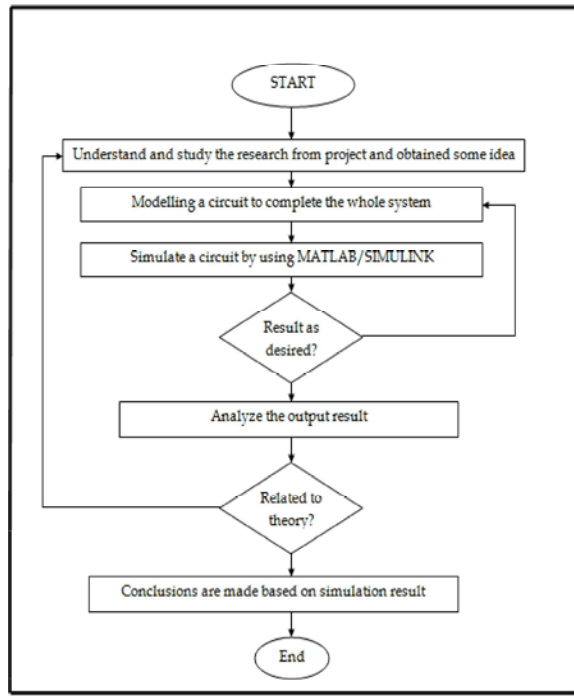 START
Understand and study the research from project and obtained some idea
Modelling a circuit to complete the whole system
Simulate a circuit by using MATLAB/SIMULINK
Result as
desired?
Analyze the output result
Related to
theory?
Conclusions are made based on simulation result
End